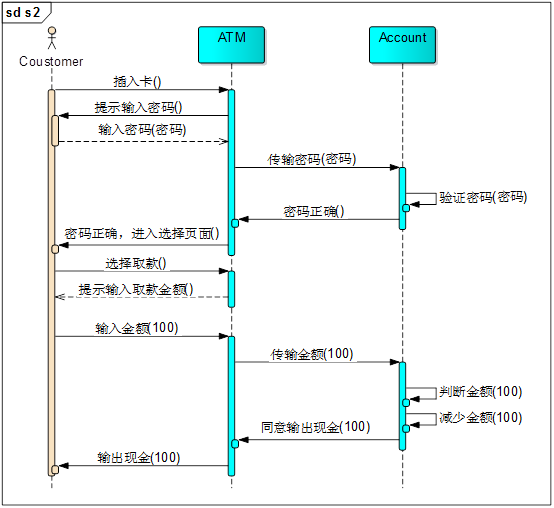 sd s2
Coustomer
ATM
Account
插入卡()
提示输入密码()
输入密码(密码)
传输密码(密码)
验证密码(密码)
密码正确()
密码正确，进入选择页面()
选择取款()
提示输入取款金额()
输入金额(100)
传输金额(100)
判断金额(100)
减少金额(100)
同意输出现金(100)
输出现金(100)